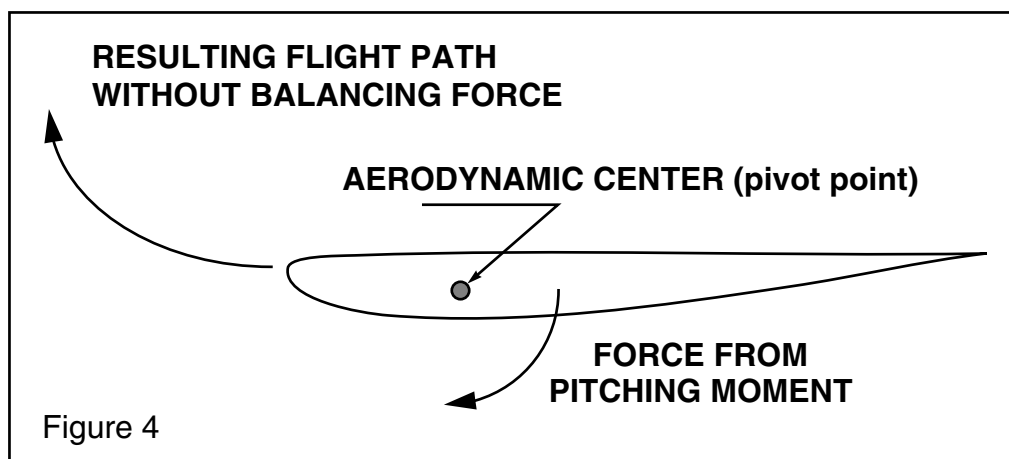 RESULTING FLIGHT PATH
WITHOUT BALANCING FORCE
AERODYNAMIC CENTER (pivot point)
FORCE FROM
PITCHING MOMENT
Figure 4